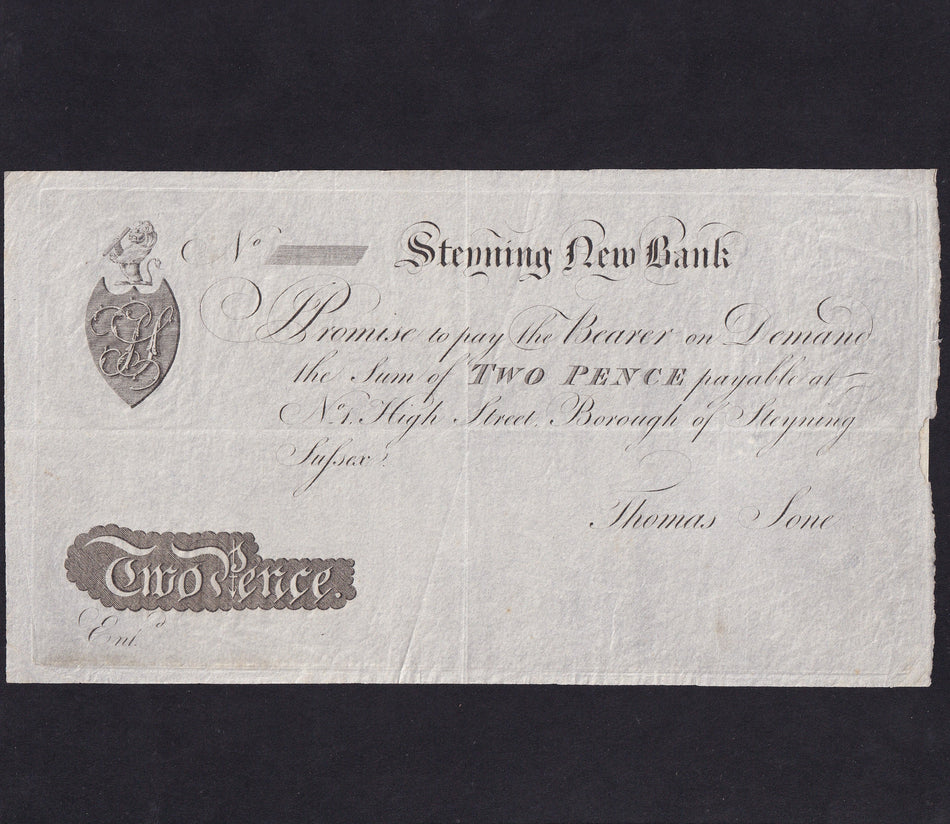 No
Steyning New Bank
I Promise to pay the Bearer on Demand
the Sum of TWO PENCE payable at
No. 1, High Street, Borough of Steyning
Sufsex.
Thomas Sone
Two Pence.
Entd